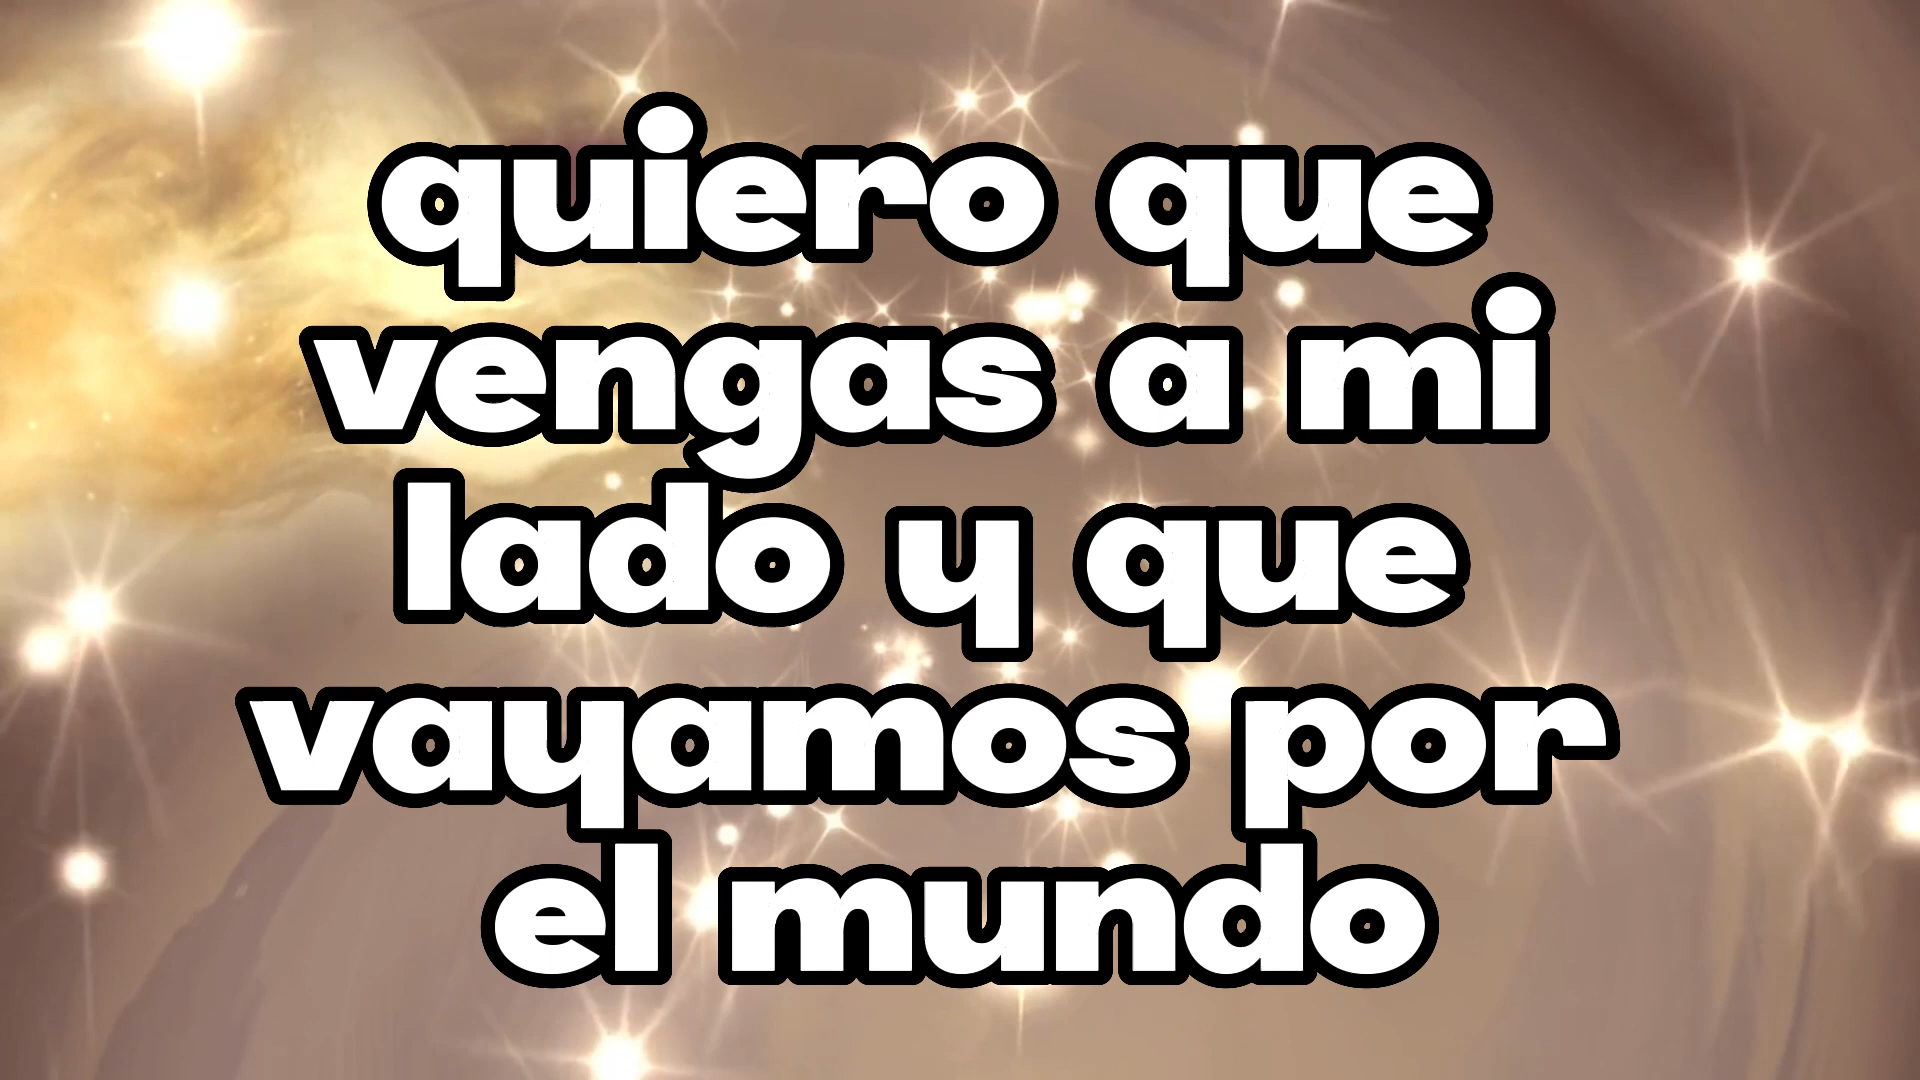 quiero que
vengas a mi
lado y que
vayamos por
el mundo